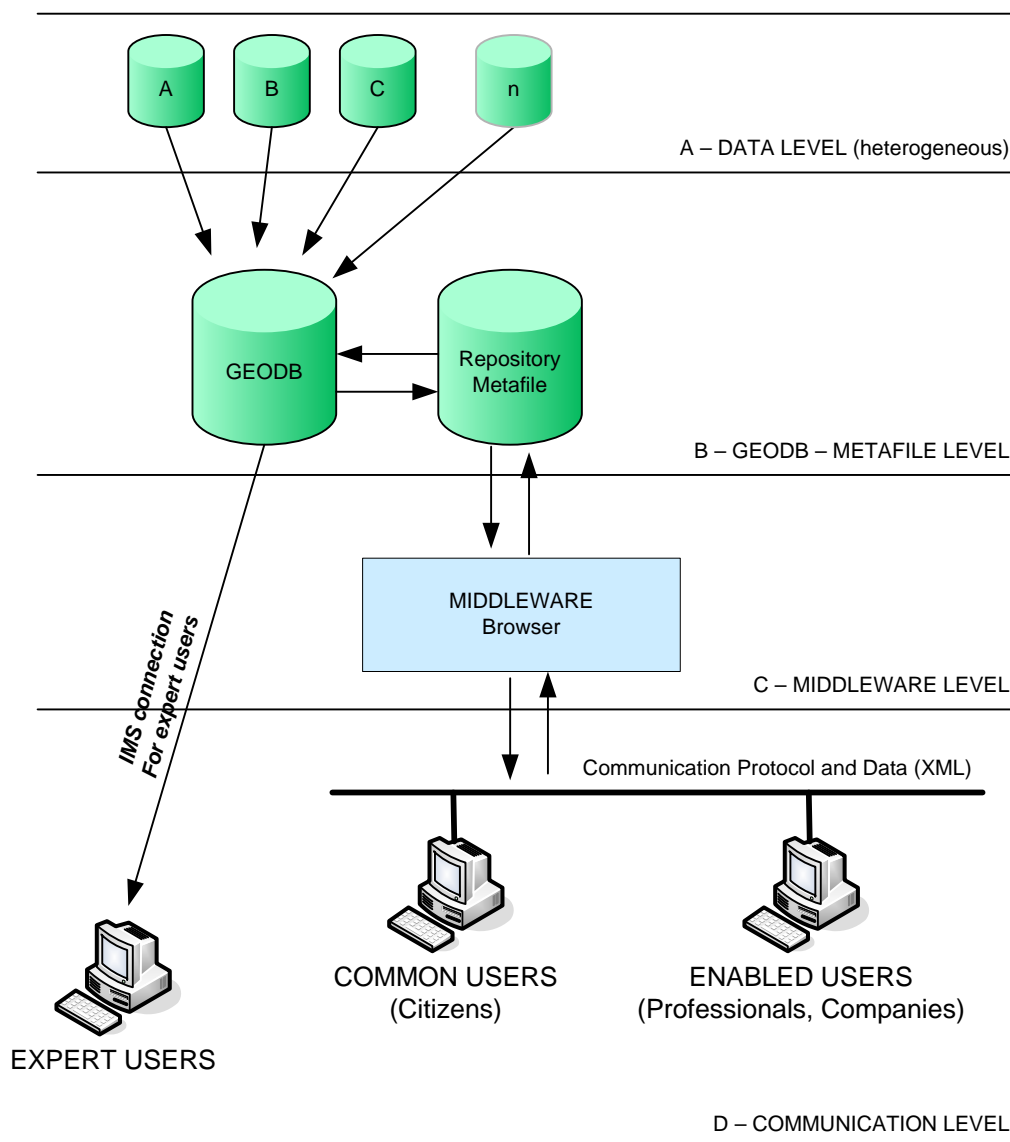 A
B
C
n
A – DATA LEVEL (heterogeneous)
GEODB
Repository
Metafile
B – GEODB – METAFILE LEVEL
MIDDLEWARE
Browser
C – MIDDLEWARE LEVEL
IMS connection
For expert users
Communication Protocol and Data (XML)
COMMON USERS
(Citizens)
ENABLED USERS
(Professionals, Companies)
EXPERT USERS
D – COMMUNICATION LEVEL